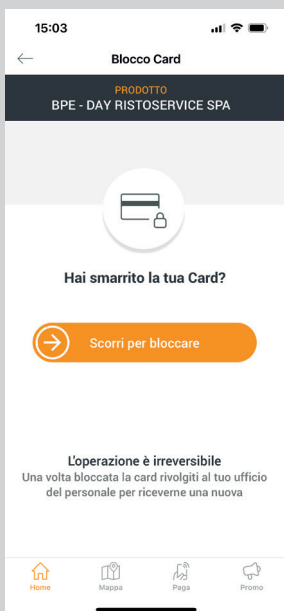 15:03
Blocco Card
PRODOTTO
BPE - DAY RISTOSERVICE SPA
Hai smarrito la tua Card?
Scorri per bloccare
L'operazione è irreversibile
Una volta bloccata la card rivolgiti al tuo ufficio
del personale per riceverne una nuova
Home
Mappa
Paga
Promo